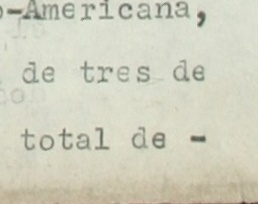 o-Americana,
de tres de
total de -